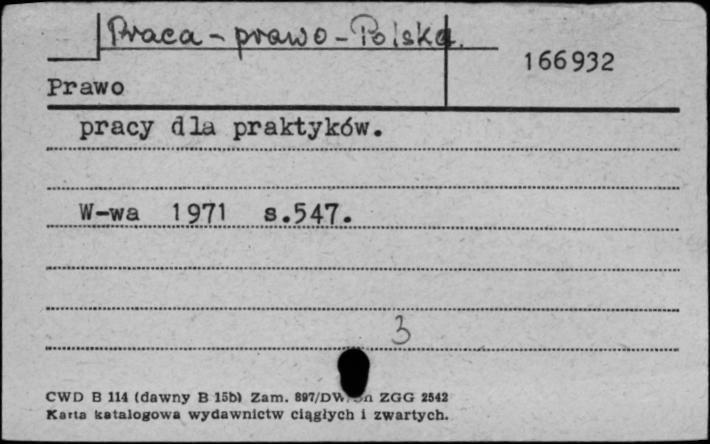 Praca - prawo - Polska.
166932
Prawo
pracy dla praktyków.
W-wa 1971 s.547.
3
CWD B 114 (dawny B 15b) Zam. 897/DW. ZGG 2542
Karta katalogowa wydawnictw ciągłych i zwartych.